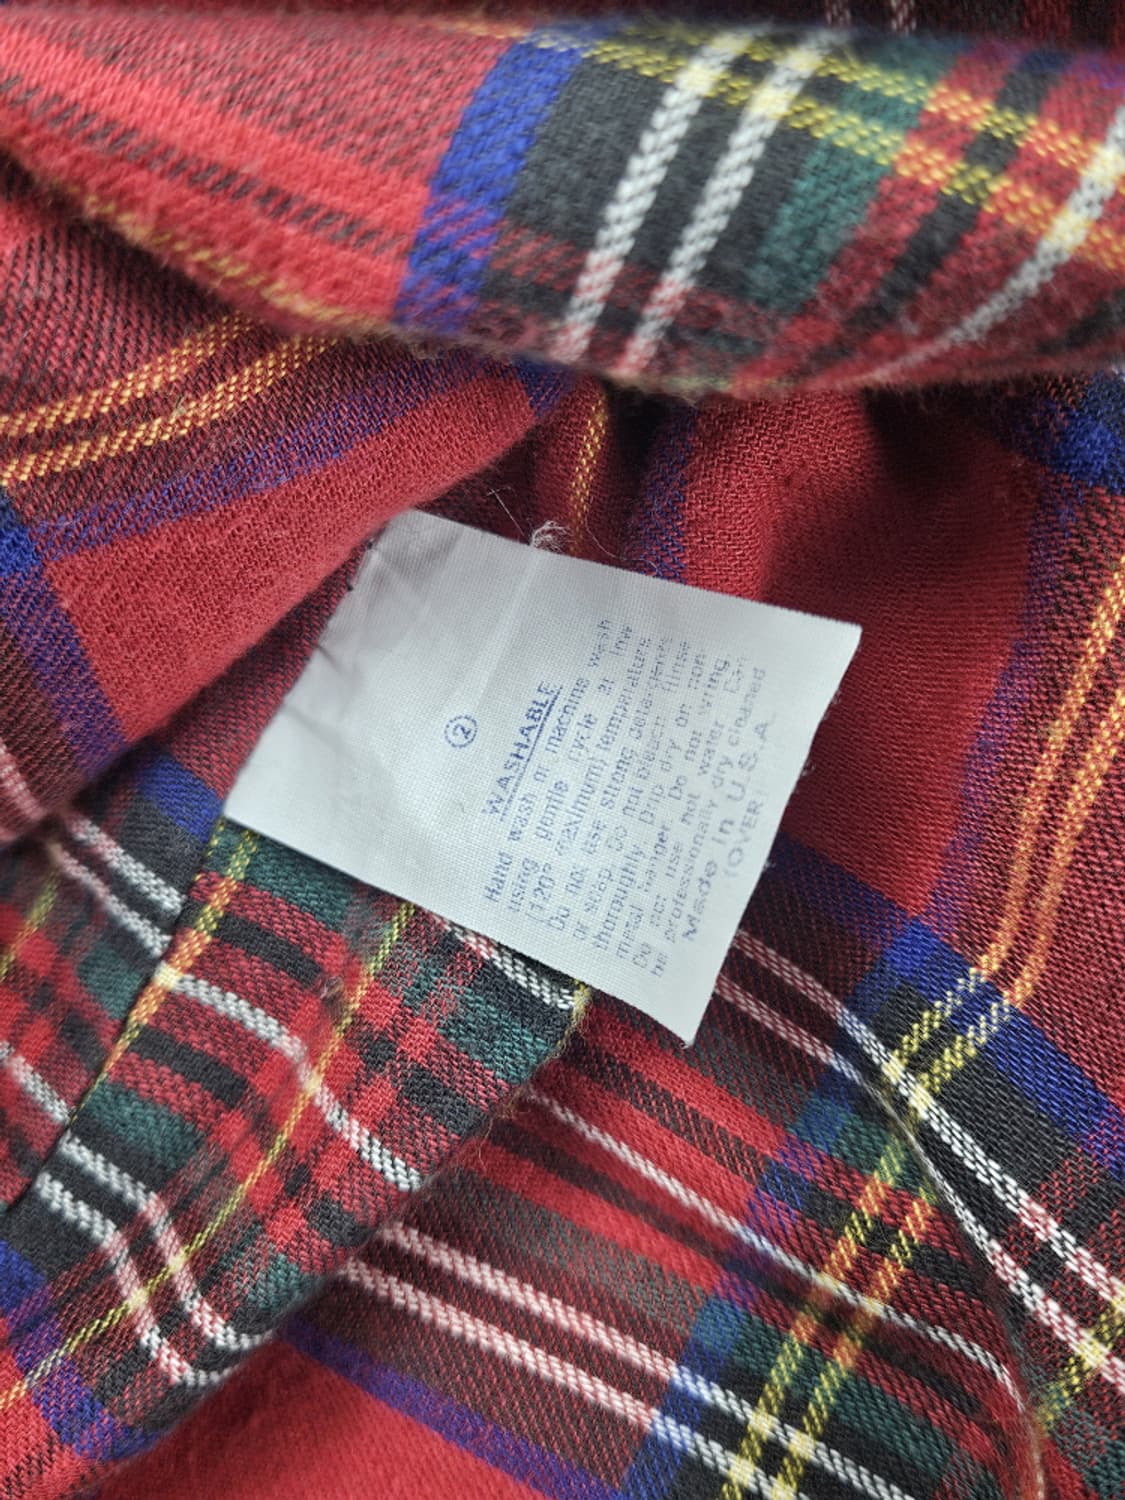 ②
WASHABLE
Hand wash or machine wash
using gentle cycle at low
(120° maximum) temperature.
Do not use strong detergents
or soap Do not bleach Rinse
thoroughly Drip dry on non-
metal hanger. Do not wring
Do not use hot water Can
be professionally dry cleaned
Made in U.S.A.
(OVER)